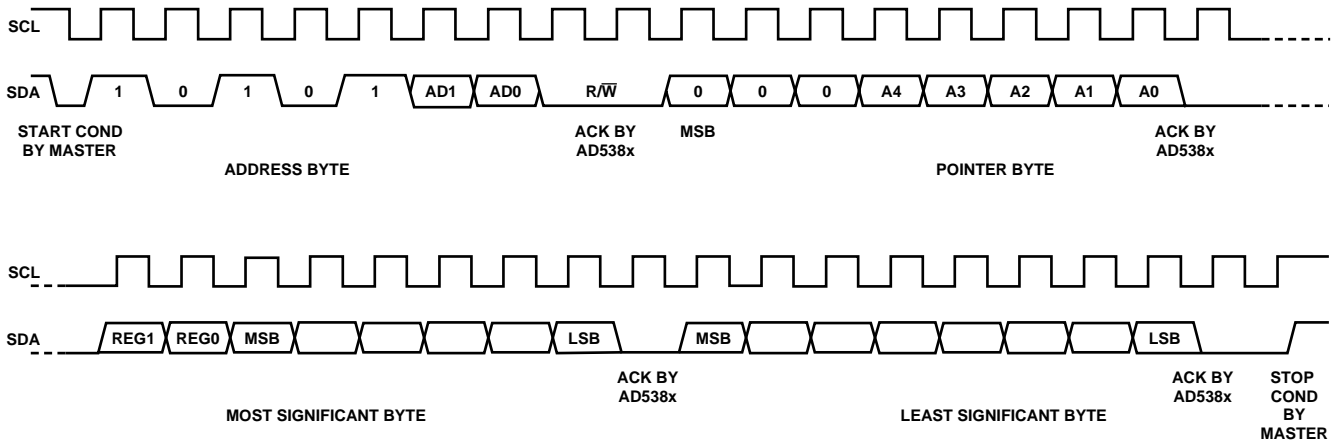 SCL
SDA 1 0 1 0 1 AD1 AD0 R/W̅ 0 0 0 A4 A3 A2 A1 A0
START COND
BY MASTER
ACK BY
AD538x
MSB
ACK BY
AD538x
ADDRESS BYTE
POINTER BYTE
SCL
SDA REG1 REG0 MSB LSB MSB LSB
ACK BY
AD538x
ACK BY
AD538x
STOP
COND
BY
MASTER
MOST SIGNIFICANT BYTE
LEAST SIGNIFICANT BYTE